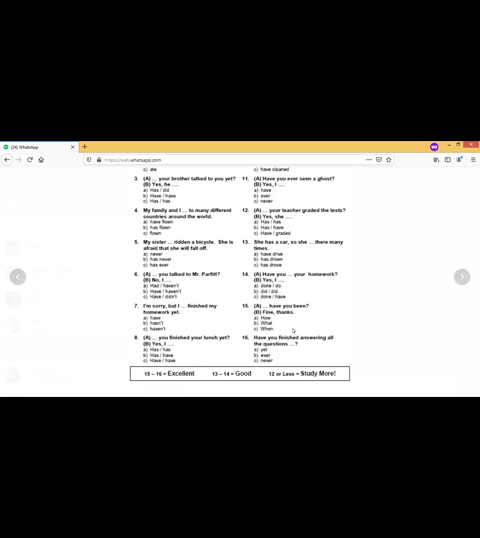 (24) WhatsApp
https://web.whatsapp.com
c) ate
3. (A) ... your brother talked to you yet?
(B) Yes, he ....
a) Has / did
b) Have / have
c) Has / has
4. My family and I ... to many different
countries around the world.
a) have flown
b) has flown
c) flown
5. My sister ... ridden a bicycle. She is
afraid that she will fall off.
a) never
b) has never
c) has ever
6. (A) ... you talked to Mr. Parfitt?
(B) No, I ....
a) Had / haven't
b) Have / haven't
c) Have / didn't
7. I'm sorry, but I ... finished my
homework yet.
a) have
b) hasn't
c) haven't
8. (A) ... you finished your lunch yet?
(B) Yes, I ....
a) Has / has
b) Has / have
c) Have / have
c) have cleaned
11. (A) Have you ever seen a ghost?
(B) Yes, I ....
a) have
b) ever
c) never
12. (A) ... your teacher graded the tests?
(B) Yes, she ....
a) Has / has
b) Has / have
c) Have / graded
13. She has a car, so she ... there many
times.
a) have drive
b) has driven
c) has drove
14. (A) Have you ... your homework?
(B) Yes, I ....
a) done / do
b) did / did
c) done / have
15. (A) ... have you been?
(B) Fine, thanks.
a) How
b) What
c) When
16. Have you finished answering all
the questions ...?
a) yet
b) ever
c) never
15 – 16 = Excellent 13 – 14 = Good 12 or Less = Study More!